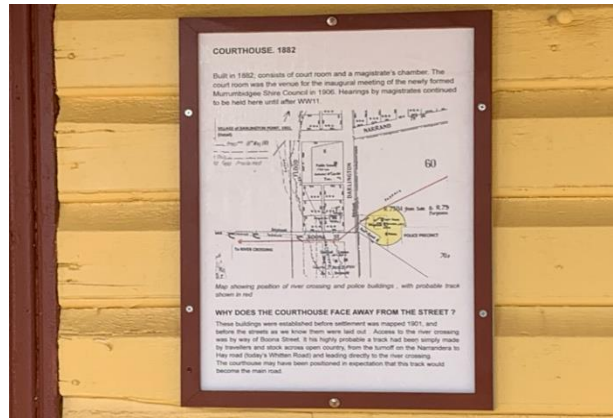 COURTHOUSE. 1882
Built in 1882, consists of court room and a magistrate's chamber. The
court room was the venue for the inaugural meeting of the newly formed
Murrumbidgee Shire Council in 1906. Hearings by magistrates continued
to be held here until after WW11.
NARRAND
DARLINGTON
60
POLICE PRECINCT
To RIVER CROSSING
Map showing position of river crossing and police buildings , with probable track
shown in red
WHY DOES THE COURTHOUSE FACE AWAY FROM THE STREET ?
These buildings were established before settlement was mapped 1901, and
before the streets as we know them were laid out . Access to the river crossing
was by way of Boona Street. It his highly probable a track had been simply made
by travellers and stock across open country, from the turnoff on the Narrandera to
Hay road (today's Whitten Road) and leading directly to the river crossing.
The courthouse may have been positioned in expectation that this track would
become the main road.